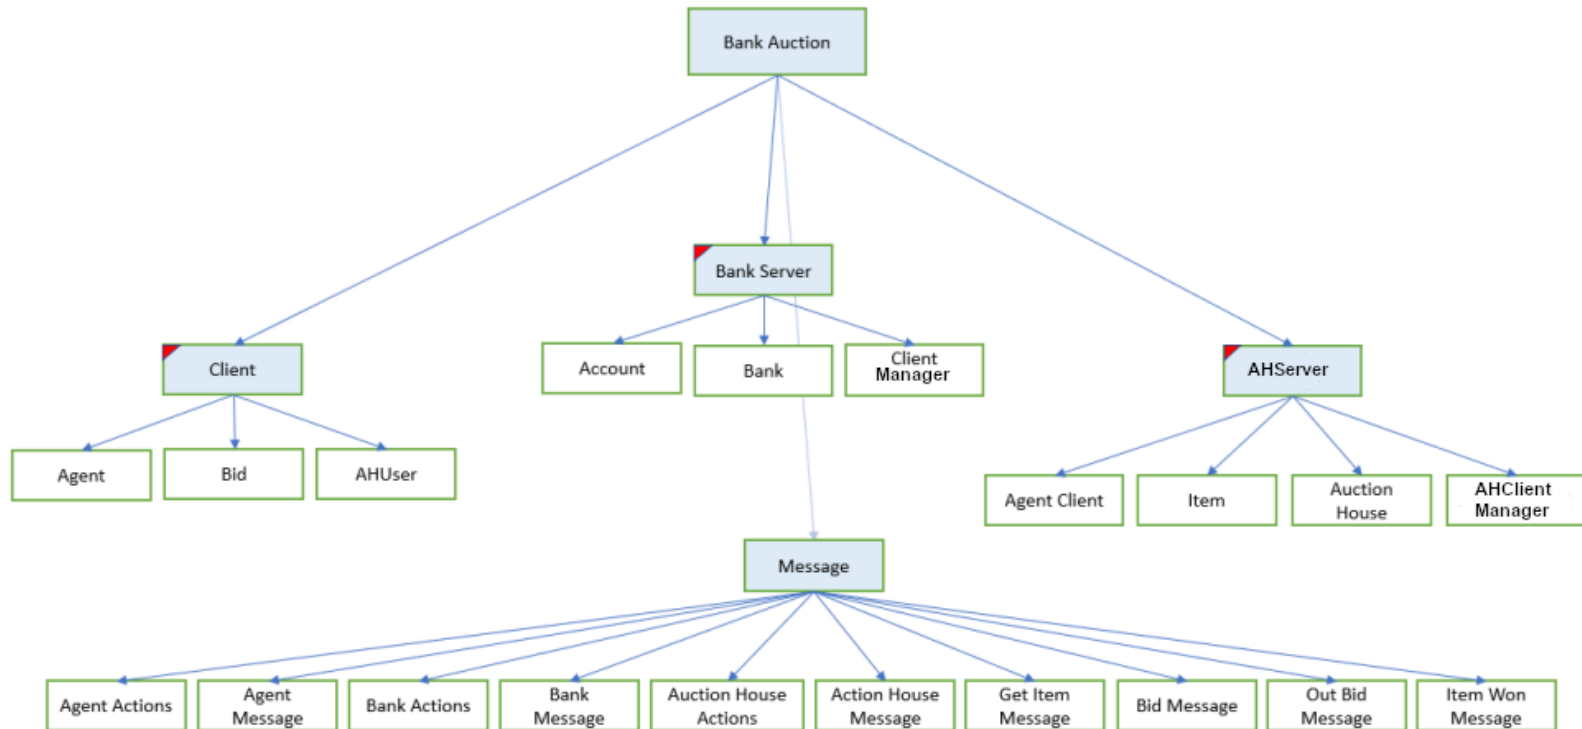 Bank Auction
Bank Server
Client
Account
Bank
Client
Manager
AHServer
Agent
Bid
AHUser
Agent Client
Item
Auction
House
AHClient
Manager
Message
Agent Actions
Agent
Message
Bank Actions
Bank
Message
Auction House
Actions
Action House
Message
Get Item
Message
Bid Message
Out Bid
Message
Item Won
Message